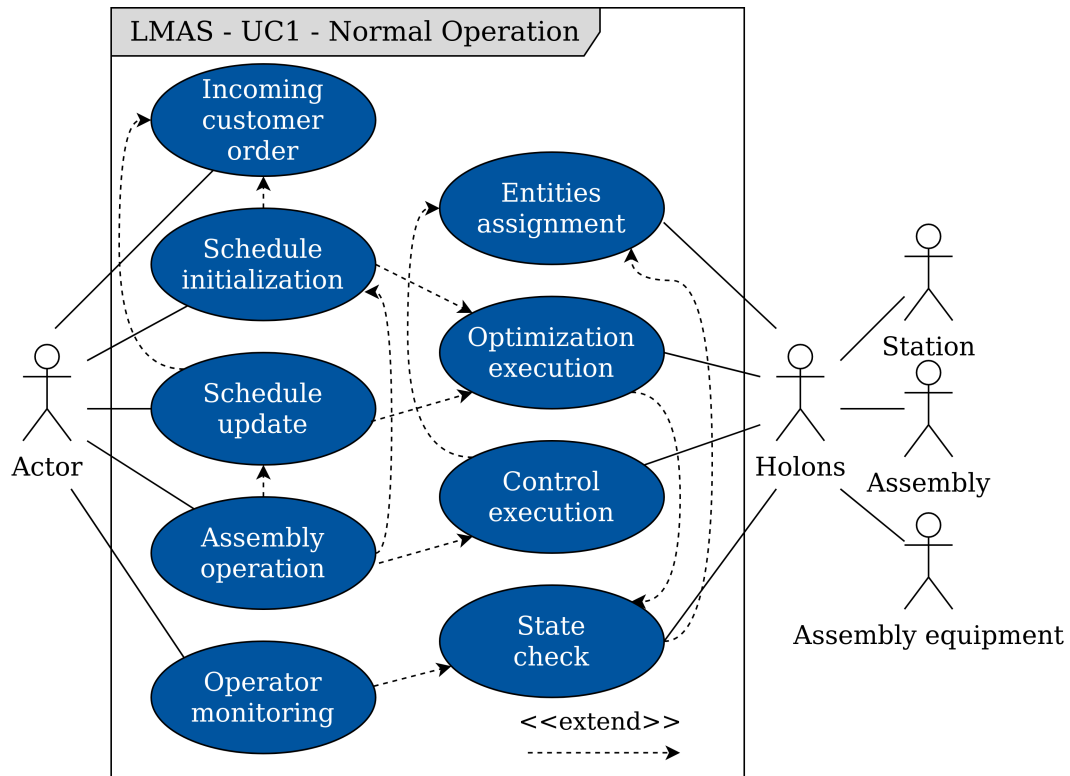 LMAS - UC1 - Normal Operation
Incoming
customer
order
Schedule
initialization
Schedule
update
Assembly
operation
Operator
monitoring
Entities
assignment
Optimization
execution
Control
execution
State
check
<<extend>>
Actor
Holons
Station
Assembly
Assembly equipment